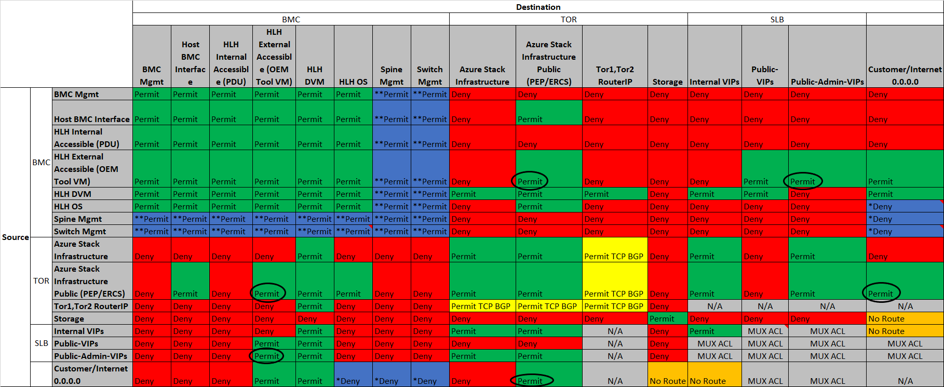 Destination
BMC TOR SLB
BMC Mgmt
Host BMC Interface
HLH Internal Accessible (PDU)
HLH External Accessible (OEM Tool VM)
HLH DVM
HLH OS
Spine Mgmt
Switch Mgmt
Azure Stack Infrastructure
Azure Stack Infrastructure Public (PEP/ERCS)
Tor1,Tor2 RouterIP
Storage
Internal VIPs
Public-VIPs
Public-Admin-VIPs
Customer/Internet 0.0.0.0
Source
BMC
BMC Mgmt Permit Permit Permit Permit Permit Permit **Permit **Permit Deny Deny Deny Deny Deny Deny Deny Deny
Host BMC Interface Permit Permit Permit Permit Permit Permit **Permit **Permit Deny Permit Deny Deny Deny Deny Deny Deny
HLH Internal Accessible (PDU) Permit Permit Permit Permit Permit Permit **Permit **Permit Deny Deny Deny Deny Deny Deny Deny Deny
HLH External Accessible (OEM Tool VM) Permit Permit Permit Permit Permit Permit **Permit **Permit Deny Permit Deny Deny Deny Permit Permit Permit
HLH DVM Permit Permit Permit Permit Permit Permit **Permit **Permit Permit Permit Permit Deny Permit Permit Deny Permit
HLH OS Permit Permit Permit Permit Permit Permit **Permit **Permit Deny Permit Deny Deny Deny Permit Permit *Deny
Spine Mgmt **Permit **Permit **Permit **Permit **Permit **Permit **Permit **Permit Deny Deny Deny Deny Deny Deny Deny *Deny
Switch Mgmt **Permit **Permit **Permit **Permit **Permit **Permit **Permit **Permit Deny Deny Deny Deny Deny Deny Deny *Deny
TOR
Azure Stack Infrastructure Deny Deny Deny Deny Permit Deny Deny Deny Permit Permit Permit TCP BGP Deny Permit Deny Permit Deny
Azure Stack Infrastructure Public (PEP/ERCS) Deny Permit Deny Permit Permit Deny Deny Deny Permit Permit Permit TCP BGP Deny Permit Deny Permit Permit
Tor1,Tor2 RouterIP Deny Deny Deny Deny Permit Deny Deny Deny Permit TCP BGP Permit TCP BGP Permit TCP BGP Deny N/A N/A N/A N/A
Storage Deny Deny Deny Deny Deny Deny Deny Deny Deny Deny Deny Permit Deny Deny Deny No Route
SLB
Internal VIPs Deny Deny Deny Deny Permit Deny Deny Deny Permit Permit N/A Deny Permit MUX ACL MUX ACL No Route
Public-VIPs Deny Deny Deny Permit Permit Deny Deny Deny Deny Deny N/A Deny MUX ACL MUX ACL MUX ACL MUX ACL
Public-Admin-VIPs Deny Deny Deny Permit Permit Deny Deny Deny Permit Permit N/A Deny MUX ACL MUX ACL MUX ACL MUX ACL
Customer/Internet 0.0.0.0 Deny Deny Deny Permit Permit *Deny *Deny *Deny Deny Permit N/A No Route No Route MUX ACL MUX ACL N/A